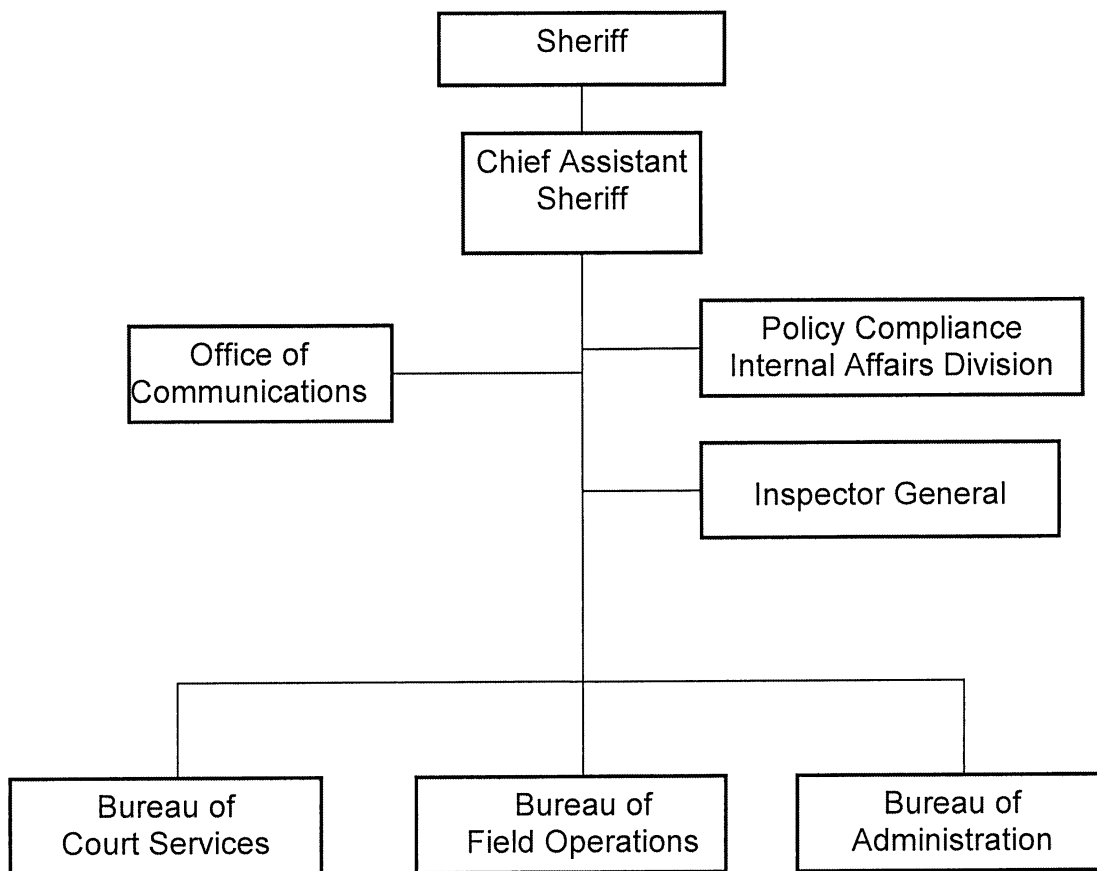 Sheriff
Chief Assistant
Sheriff
Office of
Communications
Policy Compliance
Internal Affairs Division
Inspector General
Bureau of
Court Services
Bureau of
Field Operations
Bureau of
Administration